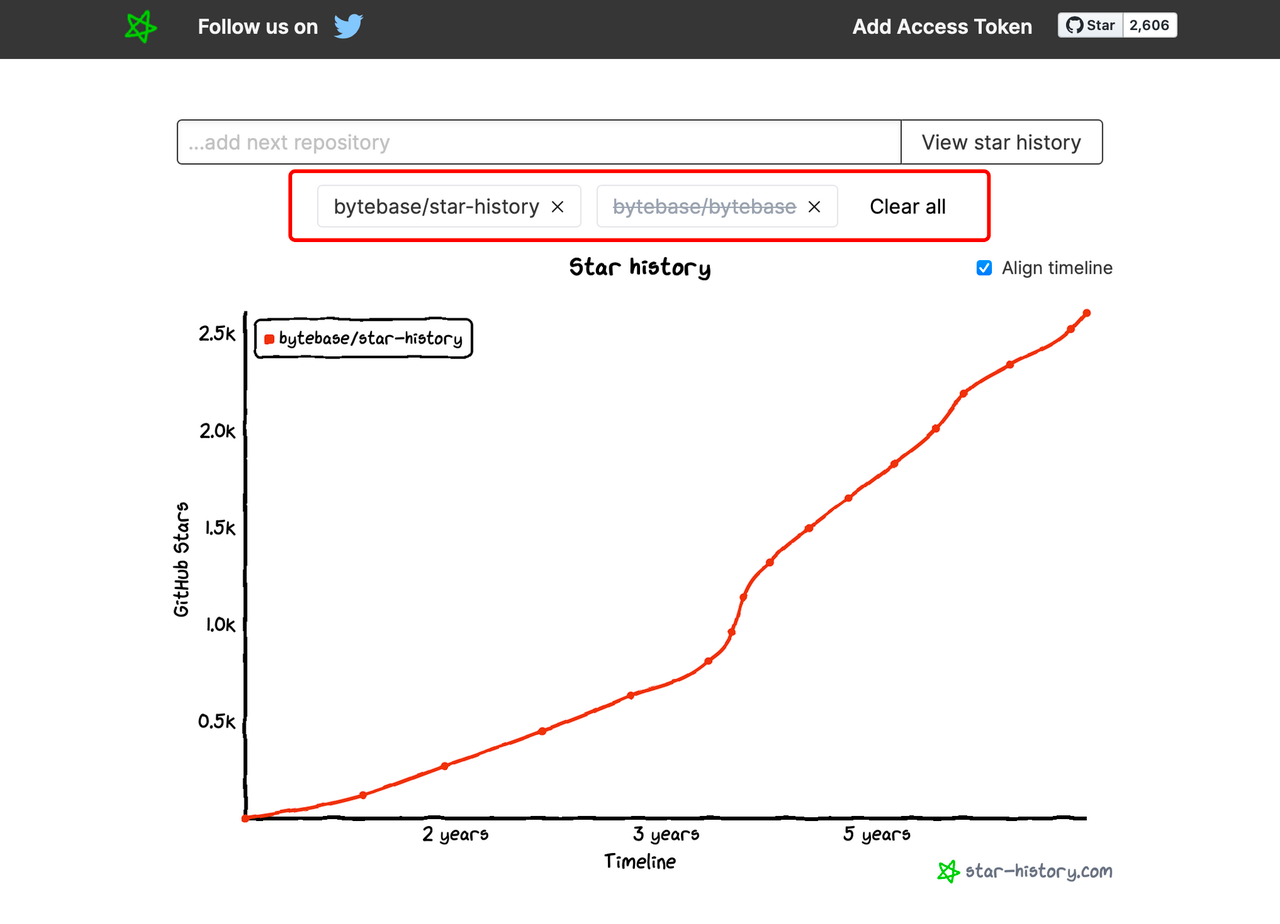 Follow us on
Add Access Token
Star 2,606
...add next repository
View star history
bytebase/star-history
bytebase/bytebase
Clear all
Star history
Align timeline
bytebase/star-history
2.5k
2.0k
1.5k
1.0k
0.5k
GitHub Stars
2 years
3 years
5 years
Timeline
star-history.com